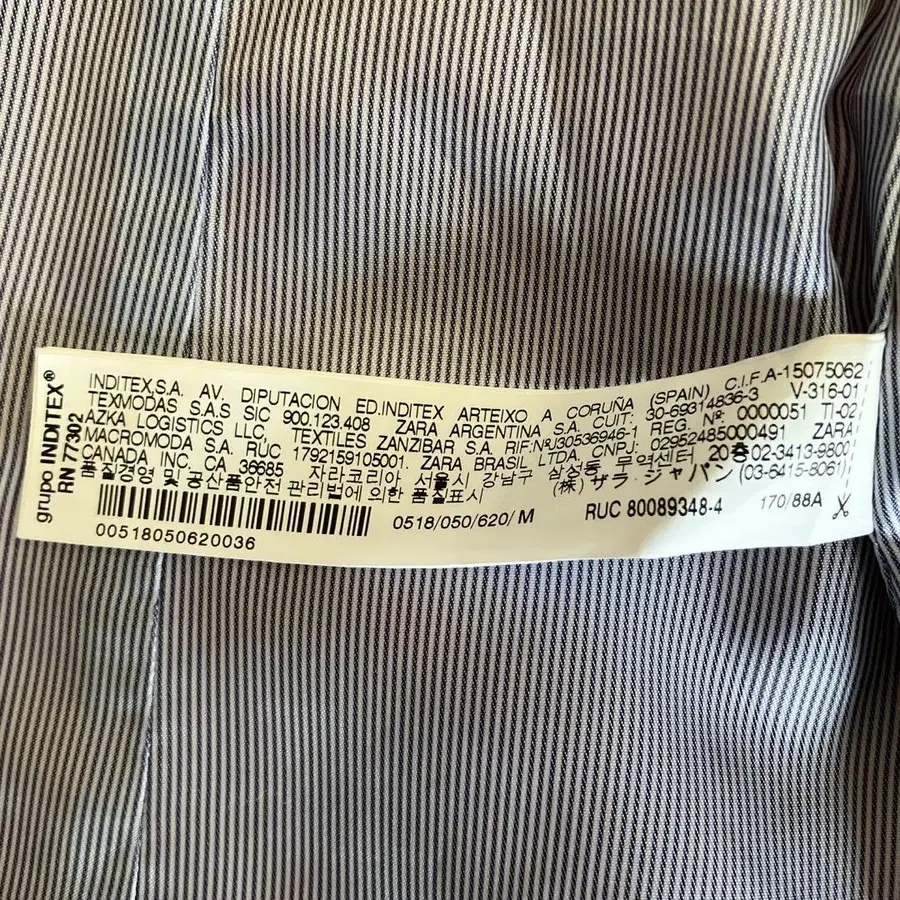 grupo INDITEX®
RN 77302
INDITEX,S.A. AV. DIPUTACION ED.INDITEX ARTEIXO A CORUÑA (SPAIN) C.I.F.A-15075062
TEXMODAS S.A.S SIC 900.123.408 ZARA ARGENTINA S.A. CUIT: 30-69314836-3 V-316-01
AZKA LOGISTICS LLC, TEXTILES ZANZIBAR S.A. RIF:Nº J30536946-1 REG. Nº 0000051 TI-02
MACROMODA S.A. RUC 1792159105001. ZARA BRASIL, LTDA. CNPJ: 02952485000491 ZARA
CANADA, INC. CA 36685 자라코리아 서울시 강남구 삼성동 무역센터 20층02-3413-9800
품질경영 및 공산품안전 관리법에 의한 품질표시 (株) ザラ ジャパン (03-6415-8061)
0518/050/620/ M RUC 80089348-4 170/88A
00518050620036